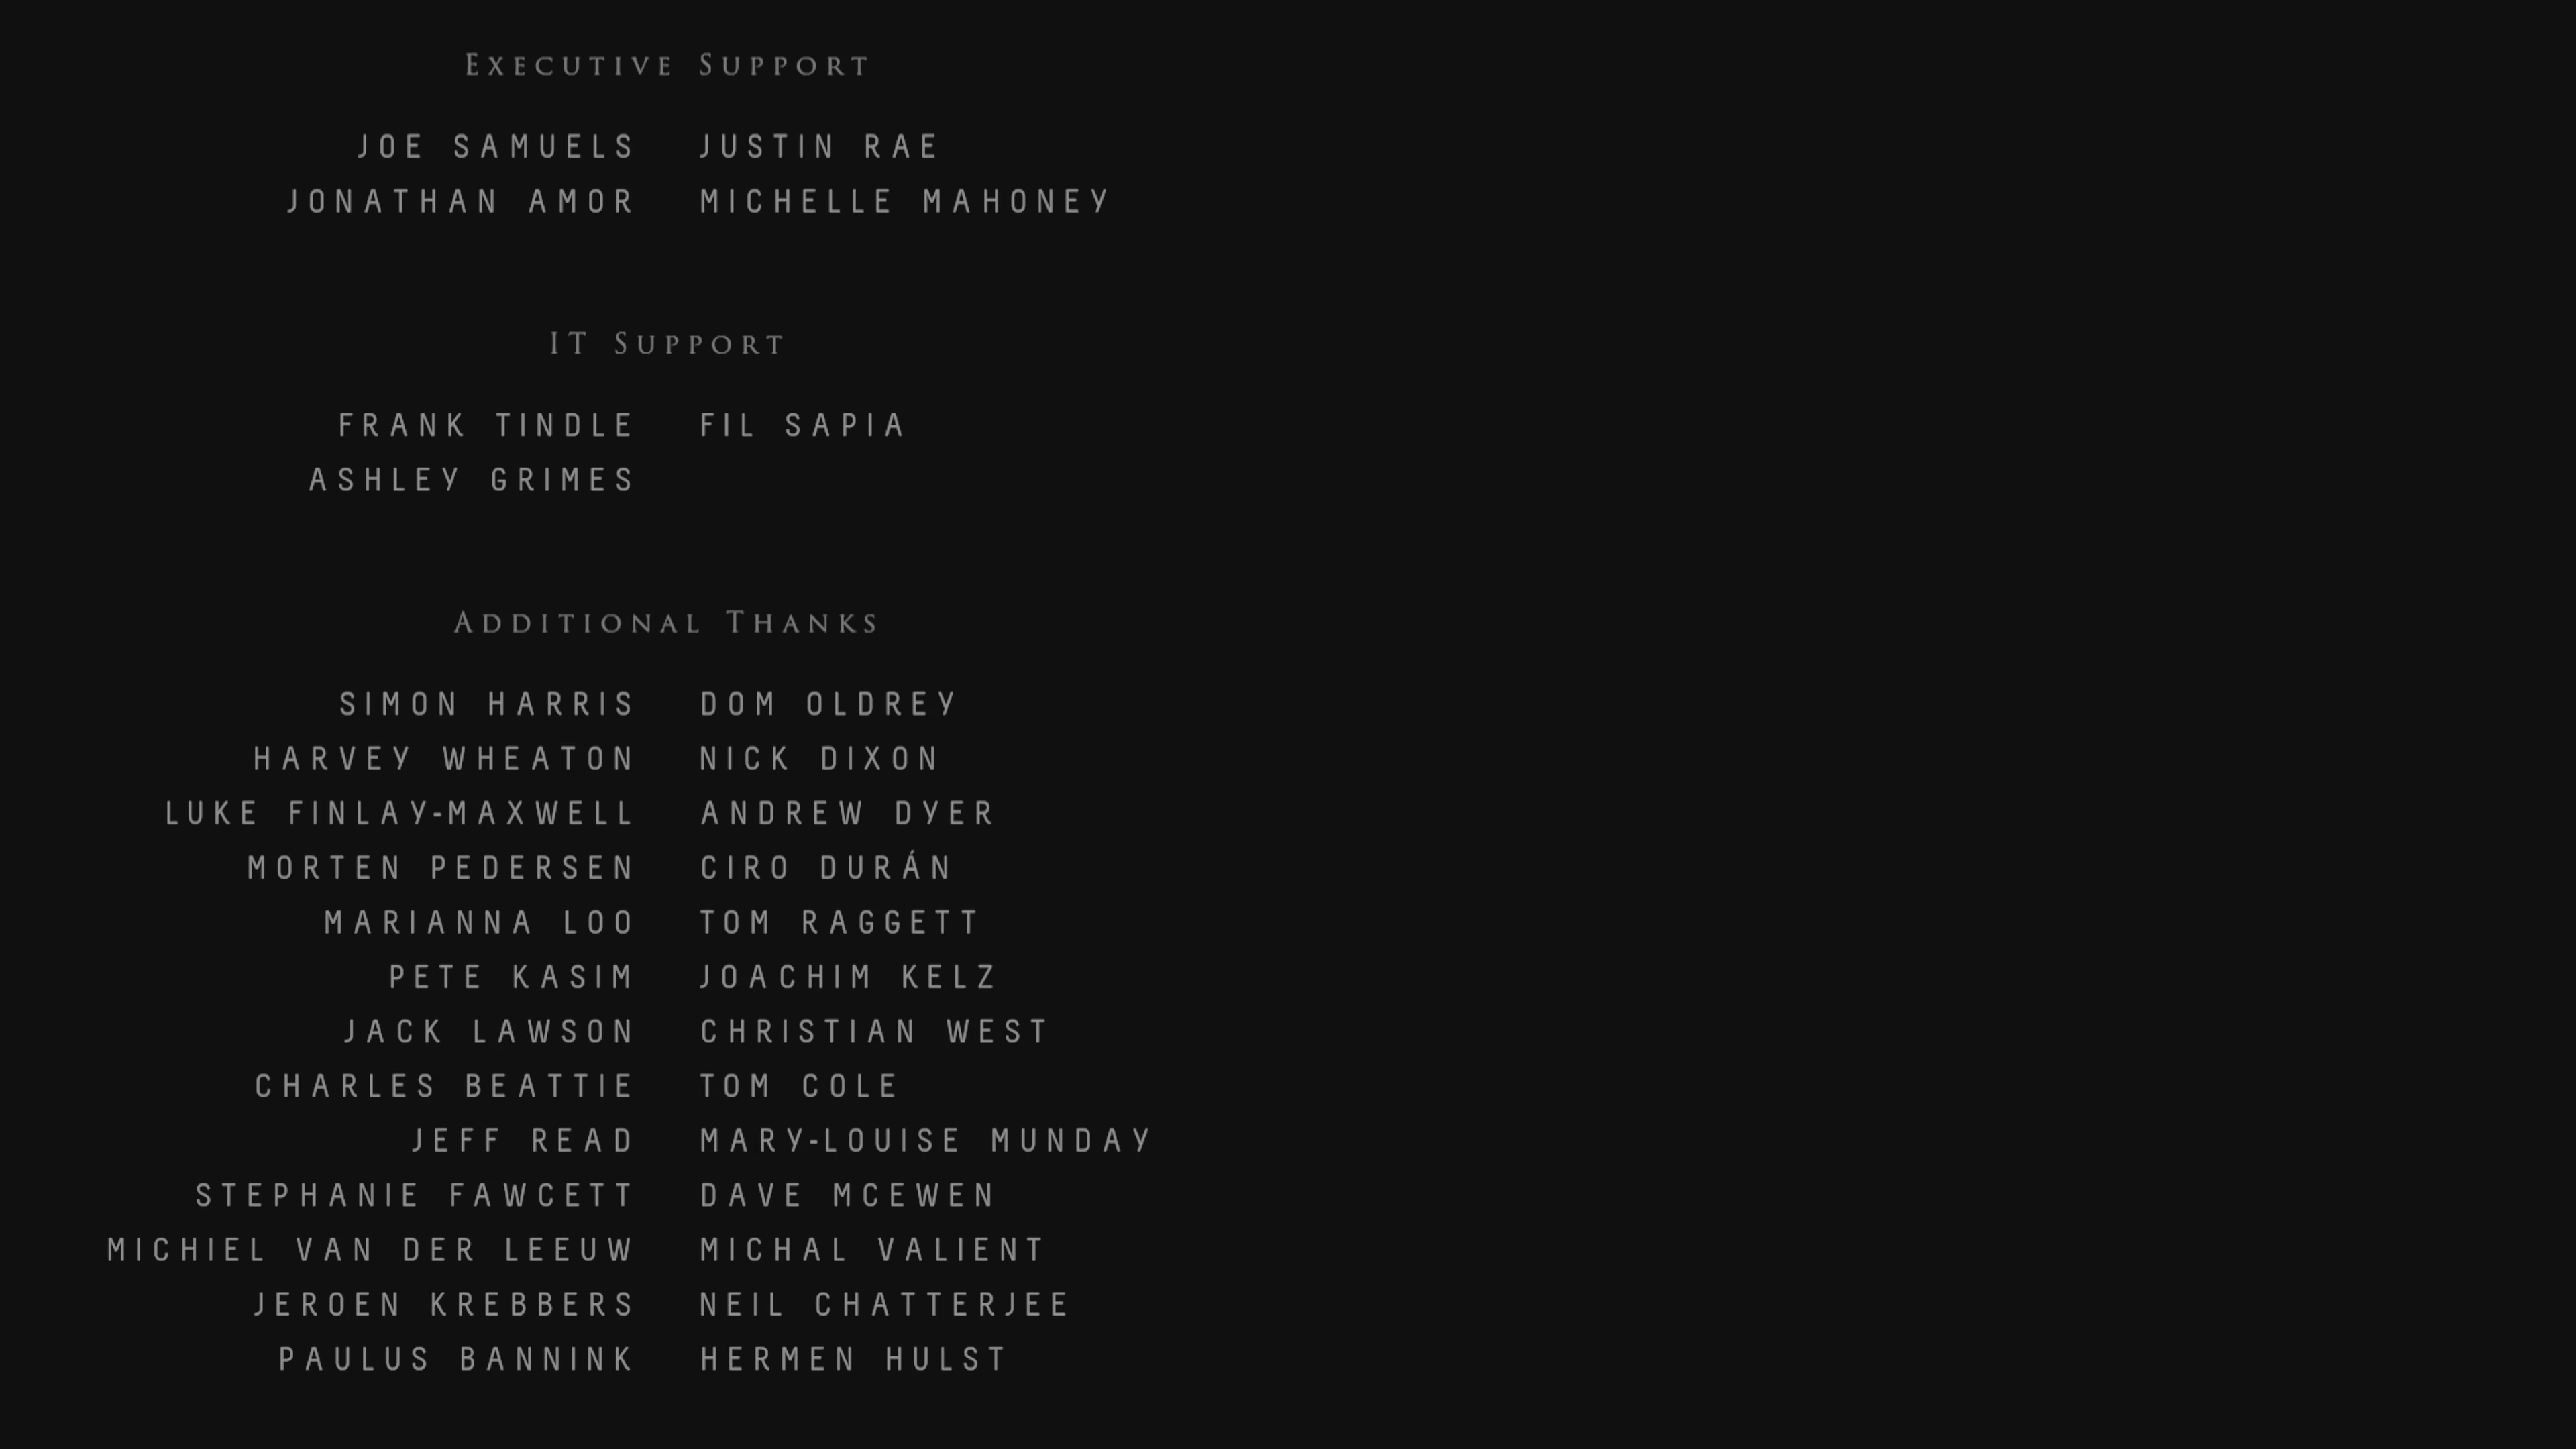 Executive Support
JOE SAMUELS JUSTIN RAE
JONATHAN AMOR MICHELLE MAHONEY
IT Support
FRANK TINDLE FIL SAPIA
ASHLEY GRIMES
Additional Thanks
SIMON HARRIS DOM OLDREY
HARVEY WHEATON NICK DIXON
LUKE FINLAY-MAXWELL ANDREW DYER
MORTEN PEDERSEN CIRO DURÁN
MARIANNA LOO TOM RAGGETT
PETE KASIM JOACHIM KELZ
JACK LAWSON CHRISTIAN WEST
CHARLES BEATTIE TOM COLE
JEFF READ MARY-LOUISE MUNDAY
STEPHANIE FAWCETT DAVE MCEWEN
MICHIEL VAN DER LEEUW MICHAL VALIENT
JEROEN KREBBERS NEIL CHATTERJEE
PAULUS BANNINK HERMEN HULST